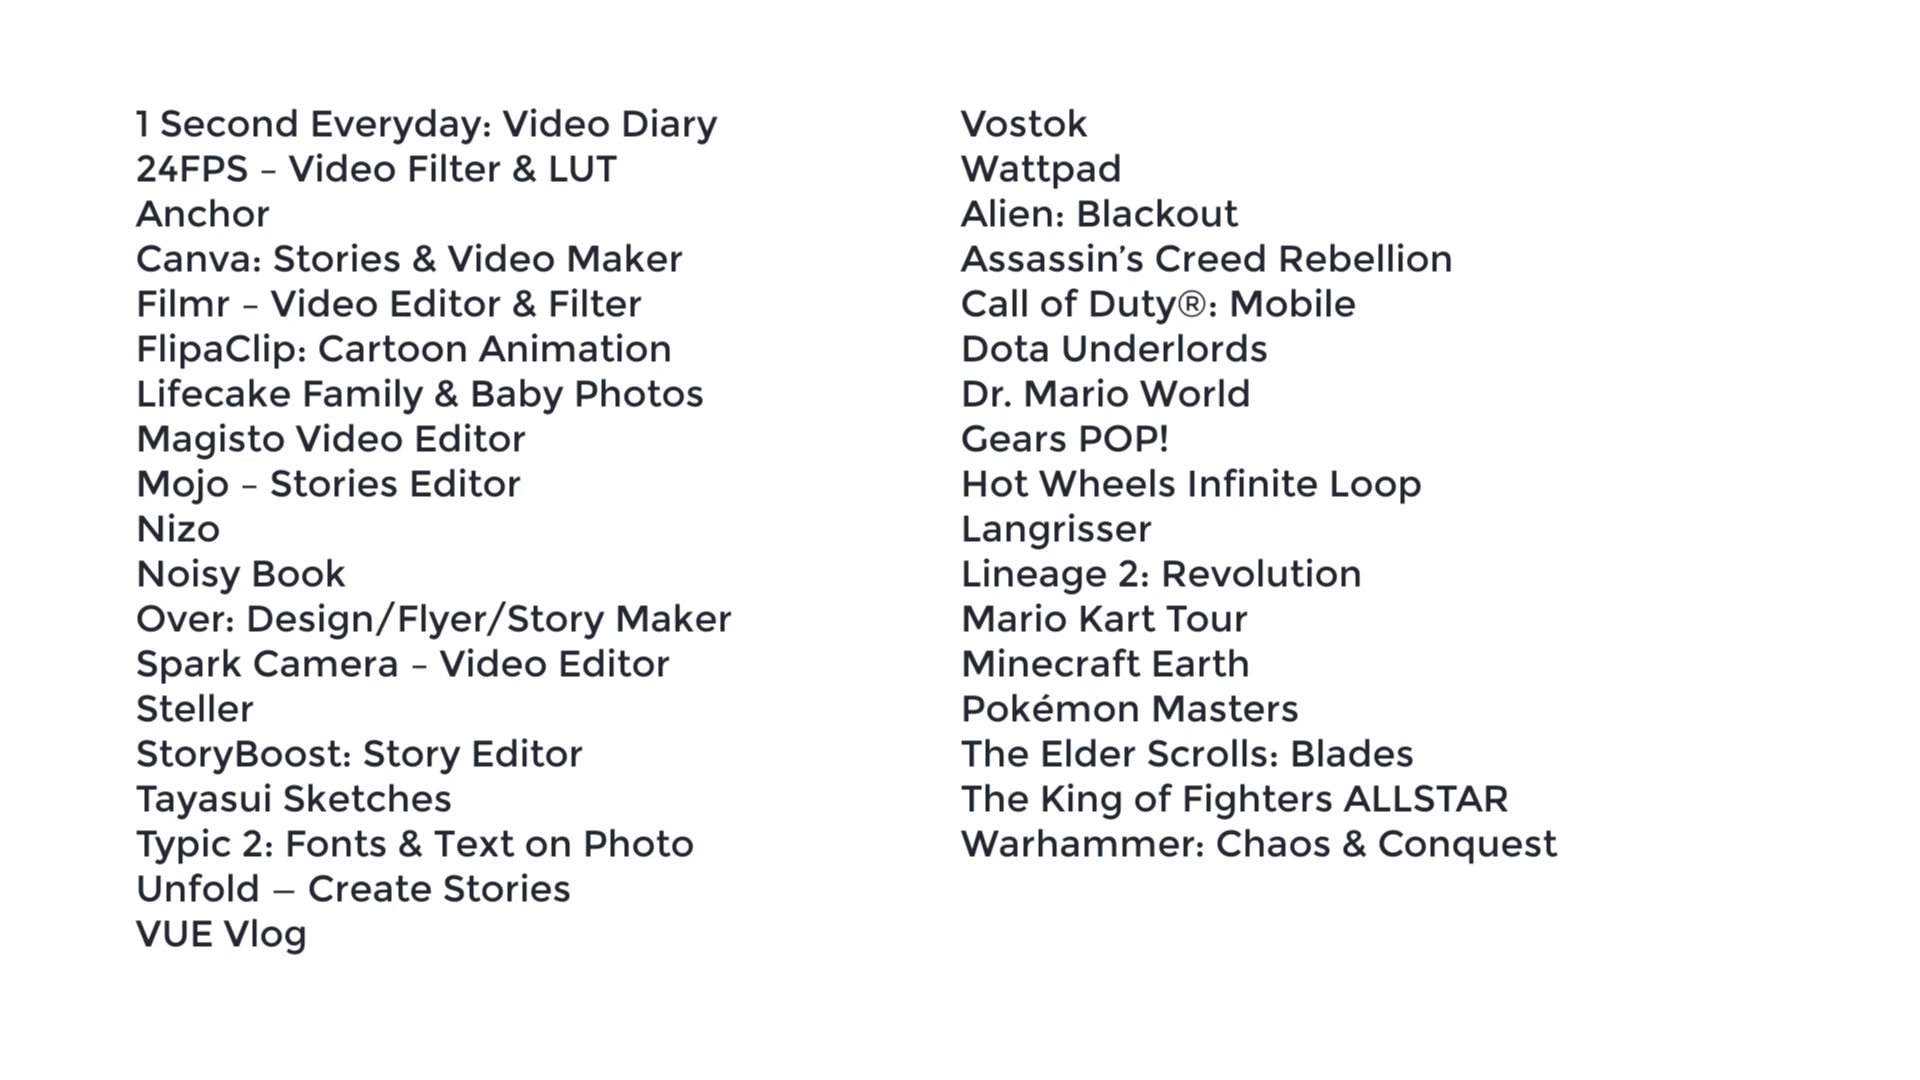 1 Second Everyday: Video Diary
24FPS – Video Filter & LUT
Anchor
Canva: Stories & Video Maker
Filmr – Video Editor & Filter
FlipaClip: Cartoon Animation
Lifecake Family & Baby Photos
Magisto Video Editor
Mojo – Stories Editor
Nizo
Noisy Book
Over: Design/Flyer/Story Maker
Spark Camera – Video Editor
Steller
StoryBoost: Story Editor
Tayasui Sketches
Typic 2: Fonts & Text on Photo
Unfold — Create Stories
VUE Vlog
Vostok
Wattpad
Alien: Blackout
Assassin’s Creed Rebellion
Call of Duty®: Mobile
Dota Underlords
Dr. Mario World
Gears POP!
Hot Wheels Infinite Loop
Langrisser
Lineage 2: Revolution
Mario Kart Tour
Minecraft Earth
Pokémon Masters
The Elder Scrolls: Blades
The King of Fighters ALLSTAR
Warhammer: Chaos & Conquest